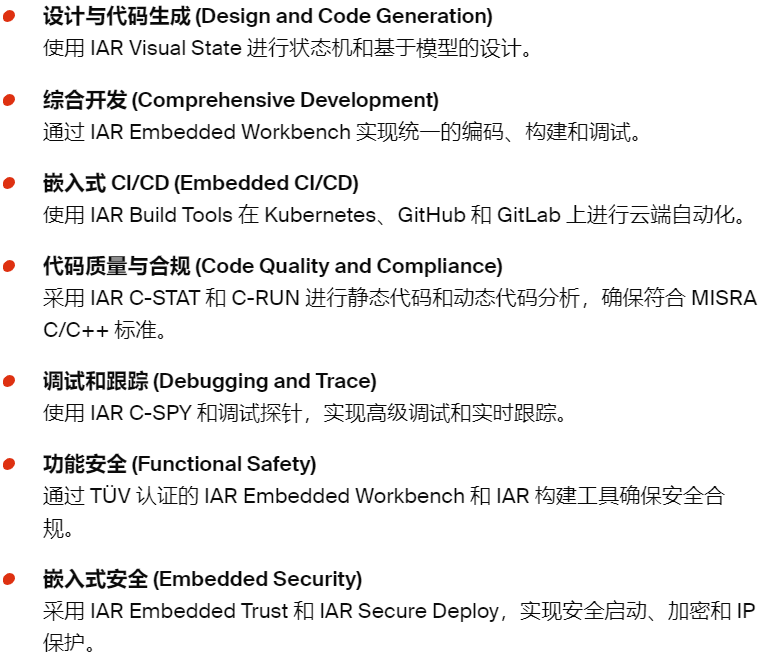 设计与代码生成 (Design and Code Generation)
使用 IAR Visual State 进行状态机和基于模型的设计。
综合开发 (Comprehensive Development)
通过 IAR Embedded Workbench 实现统一的编码、构建和调试。
嵌入式 CI/CD (Embedded CI/CD)
使用 IAR Build Tools 在 Kubernetes、GitHub 和 GitLab 上进行云端自动化。
代码质量与合规 (Code Quality and Compliance)
采用 IAR C-STAT 和 C-RUN 进行静态代码和动态代码分析，确保符合 MISRA
C/C++ 标准。
调试和跟踪 (Debugging and Trace)
使用 IAR C-SPY 和调试探针，实现高级调试和实时跟踪。
功能安全 (Functional Safety)
通过 TÜV 认证的 IAR Embedded Workbench 和 IAR 构建工具确保安全合
规。
嵌入式安全 (Embedded Security)
采用 IAR Embedded Trust 和 IAR Secure Deploy，实现安全启动、加密和 IP
保护。